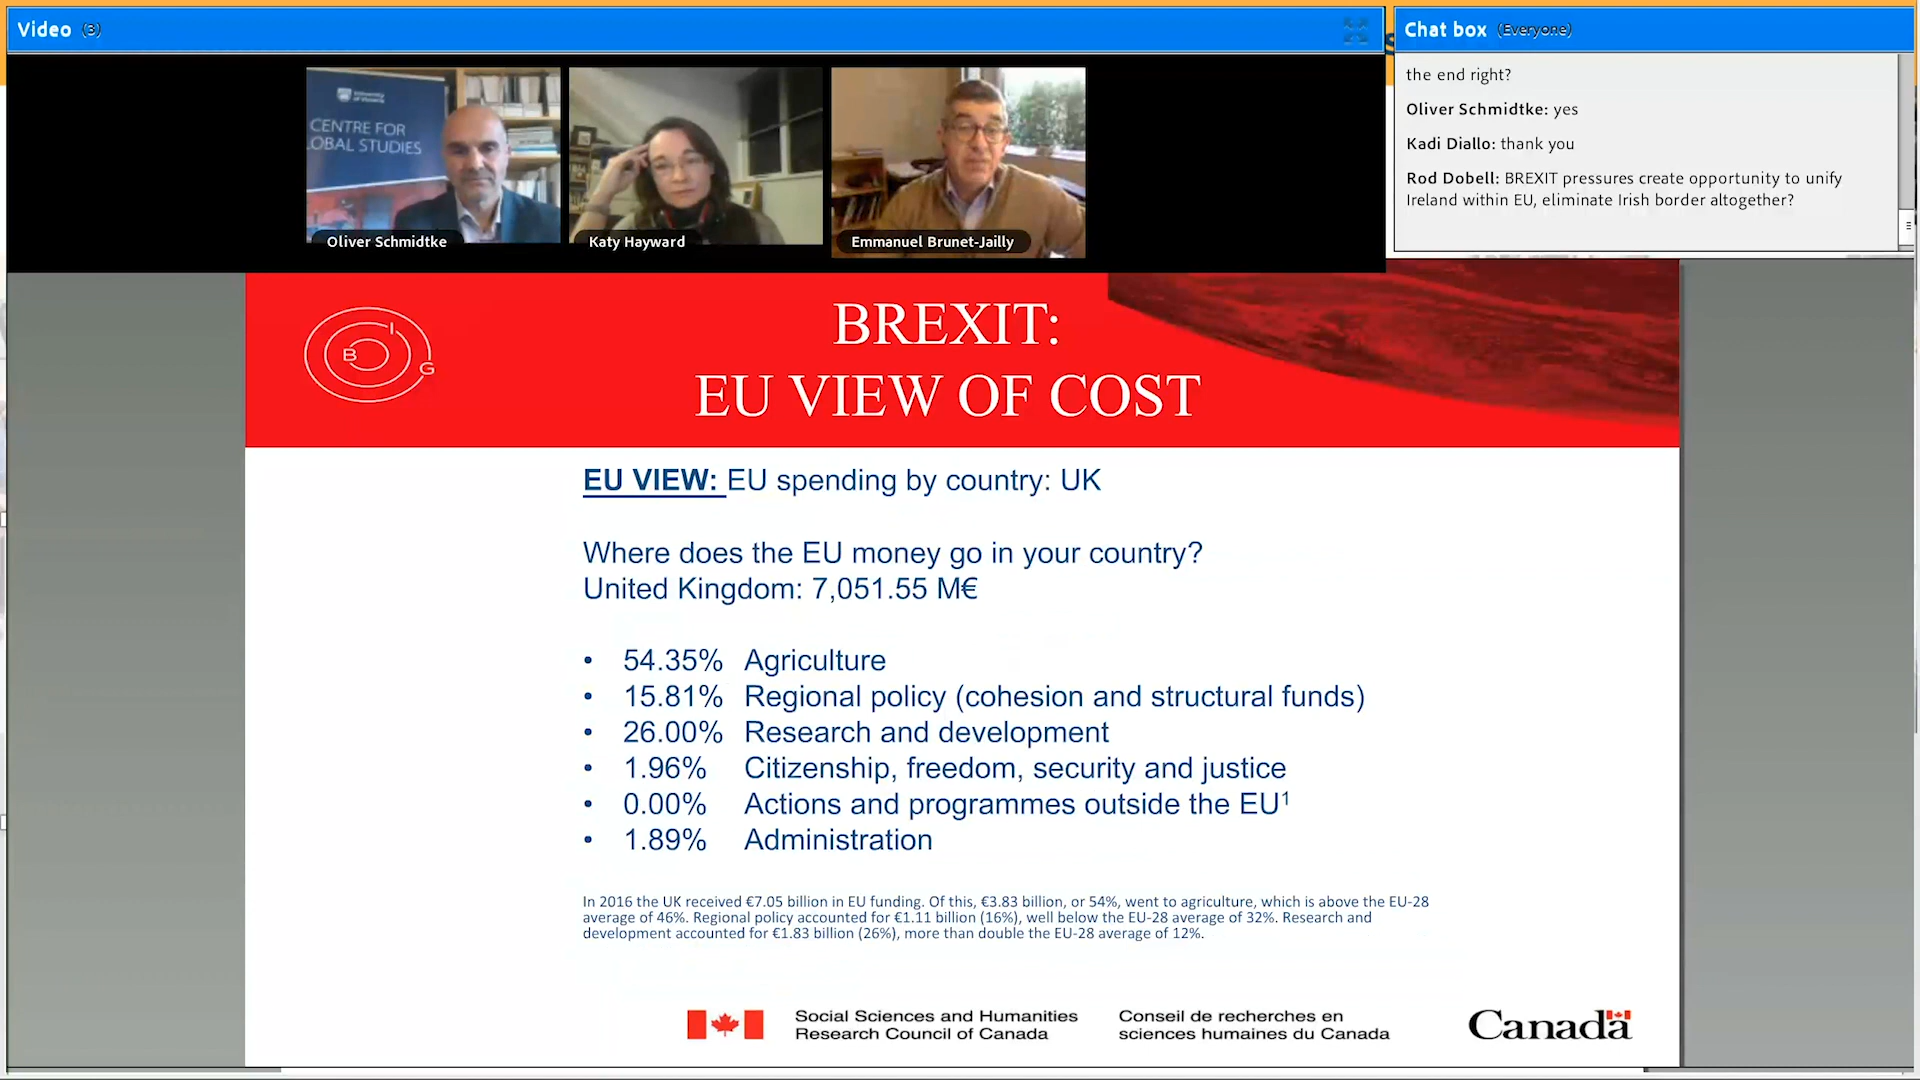 Video (3)
Chat box (Everyone)
the end right?
Oliver Schmidtke: yes
Kadi Diallo: thank you
Rod Dobell: BREXIT pressures create opportunity to unify
Ireland within EU, eliminate Irish border altogether?
University
of Victoria
CENTRE FOR
LOBAL STUDIES
Oliver Schmidtke
Katy Hayward
Emmanuel Brunet-Jailly
B I G
BREXIT:
EU VIEW OF COST
EU VIEW: EU spending by country: UK
Where does the EU money go in your country?
United Kingdom: 7,051.55 M€
• 54.35% Agriculture
• 15.81% Regional policy (cohesion and structural funds)
• 26.00% Research and development
• 1.96% Citizenship, freedom, security and justice
• 0.00% Actions and programmes outside the EU¹
• 1.89% Administration
In 2016 the UK received €7.05 billion in EU funding. Of this, €3.83 billion, or 54%, went to agriculture, which is above the EU-28
average of 46%. Regional policy accounted for €1.11 billion (16%), well below the EU-28 average of 32%. Research and
development accounted for €1.83 billion (26%), more than double the EU-28 average of 12%.
Social Sciences and Humanities
Research Council of Canada
Conseil de recherches en
sciences humaines du Canada
Canada